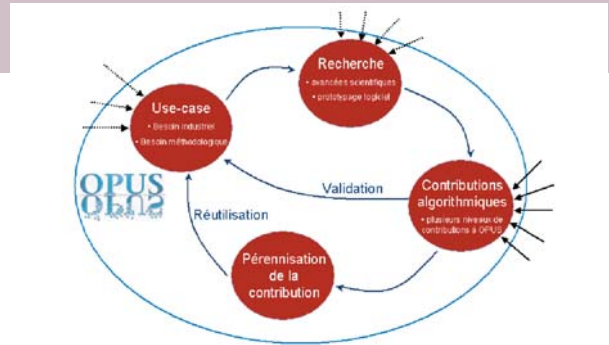 Recherche
• avancées scientifiques
• prototypage logiciel
Use-case
• Besoin industriel
• Besoin méthodologique
OPUS
Validation
Contributions
algorithmiques
• plusieurs niveaux de
contributions à OPUS
Réutilisation
Pérennisation
de la
contribution